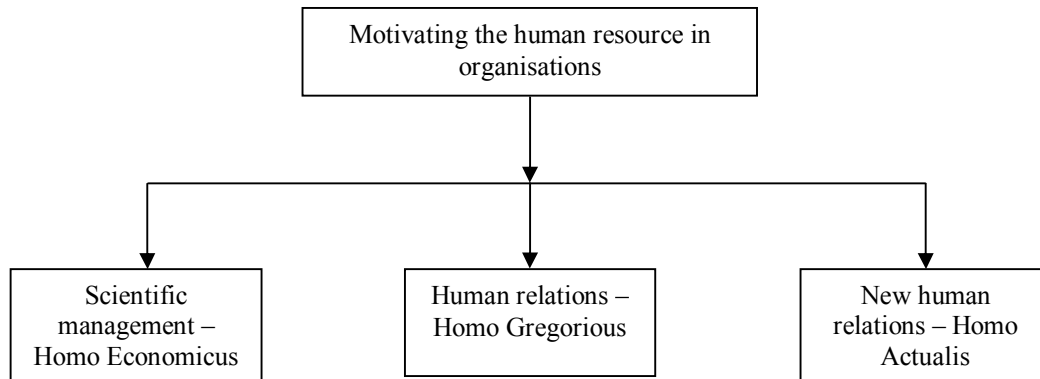 Motivating the human resource in
organisations
Scientific
management –
Homo Economicus
Human relations –
Homo Gregorious
New human
relations – Homo
Actualis